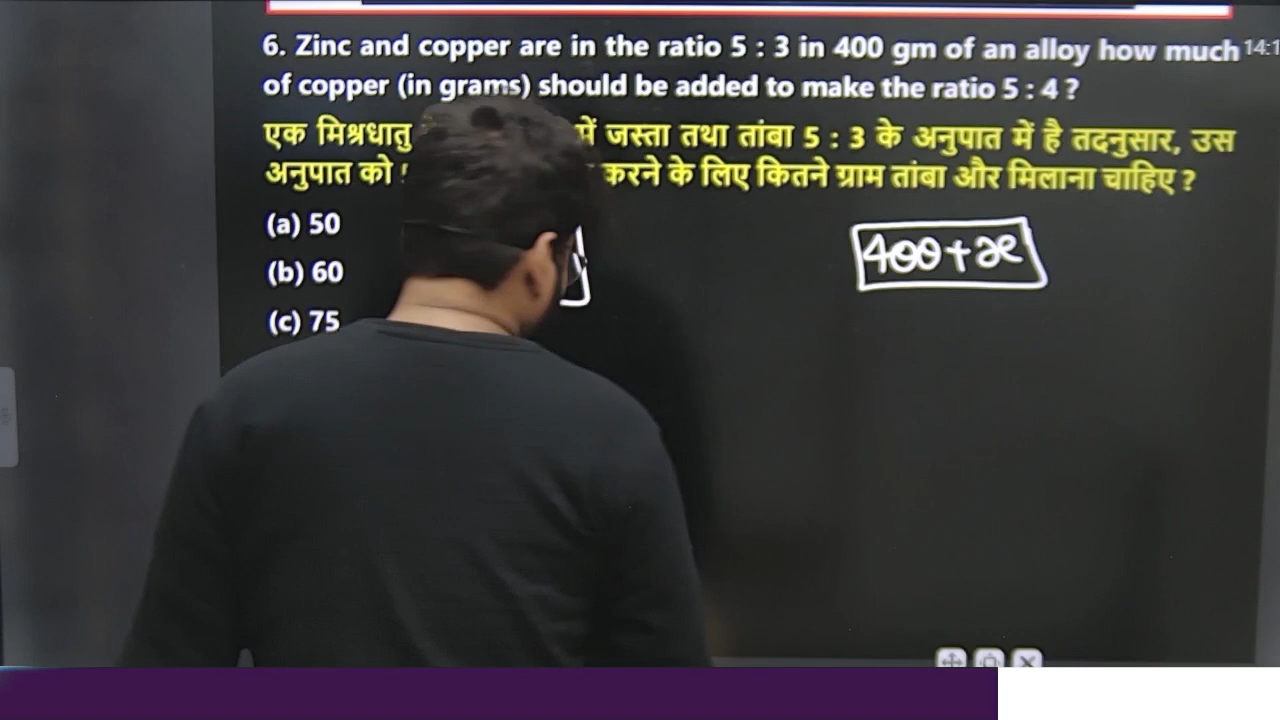 6. Zinc and copper are in the ratio 5 : 3 in 400 gm of an alloy how much
14:1
of copper (in grams) should be added to make the ratio 5 : 4 ?
एक मिश्रधातु में जस्ता तथा तांबा 5 : 3 के अनुपात में है तदनुसार, उस
अनुपात को करने के लिए कितने ग्राम तांबा और मिलाना चाहिए ?
(a) 50
400+x
(b) 60
(c) 75